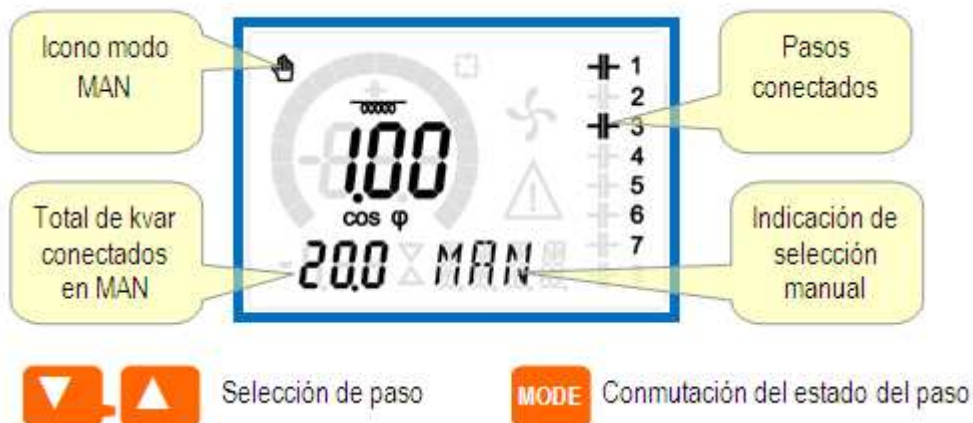 Icono modo
MAN
Pasos
conectados
1
2
3
4
5
6
7
1.00
cos φ
Total de kvar
conectados
en MAN
20.0 MAN
Indicación de
selección
manual
Selección de paso
MODE Conmutación del estado del paso